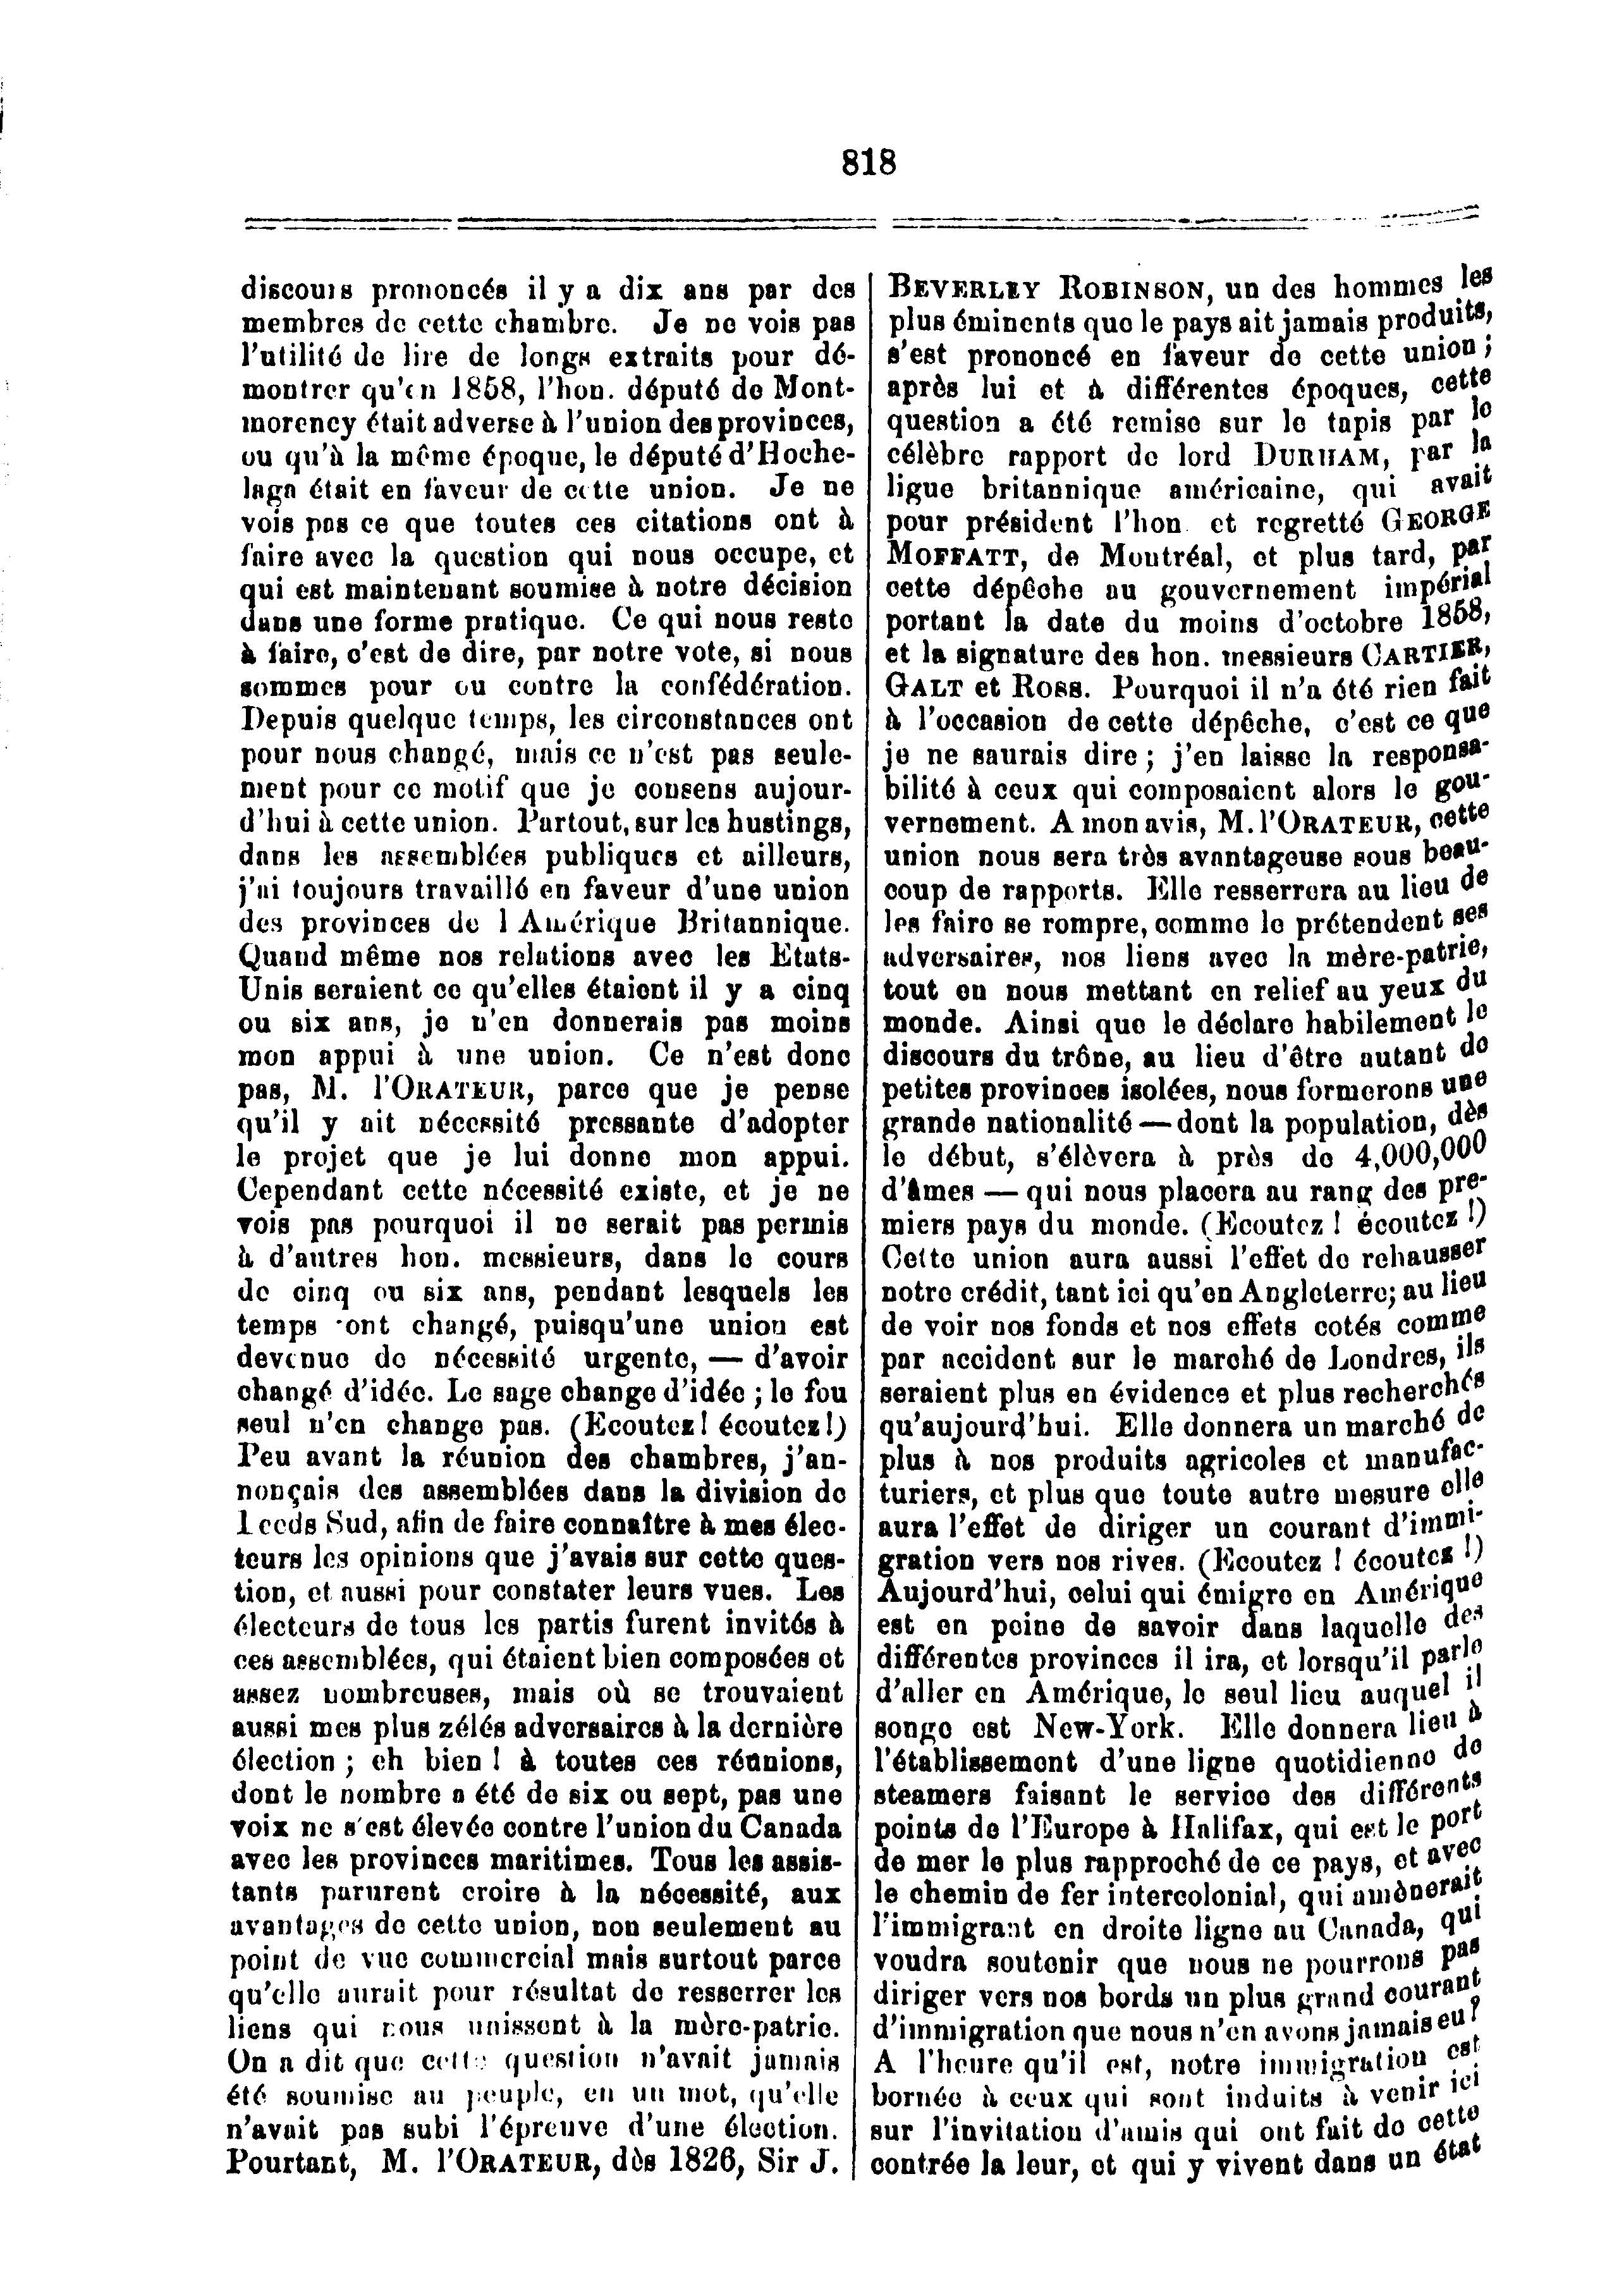 818
discours prononcés il y a dix ans par des
membres de cette chambre. Je ne vois pas
l'utilité de lire de longs extraits pour dé-
montrer qu'en 1858, l'hon. député de Mont-
morency était adverse à l'union des provinces,
ou qu'à la même époque, le député d'Hoche-
laga était en faveur de cette union. Je ne
vois pas ce que toutes ces citations ont à
faire avec la question qui nous occupe, et
qui est maintenant soumise à notre décision
dans une forme pratique. Ce qui nous reste
à faire, c'est de dire, par notre vote, si nous
sommes pour ou contre la confédération.
Depuis quelque temps, les circonstances ont
pour nous changé, mais ce n'est pas seule-
ment pour ce motif que je consens aujour-
d'hui à cette union. Partout, sur les hustings,
dans les assemblées publiques et ailleurs,
j'ai toujours travaillé en faveur d'une union
des provinces de l Amérique Britannique.
Quand même nos relations avec les Etats-
Unis seraient ce qu'elles étaient il y a cinq
ou six ans, je n'en donnerais pas moins
mon appui à une union. Ce n'est donc
pas, M. l'ORATEUR, parce que je pense
qu'il y ait nécessité pressante d'adopter
le projet que je lui donne mon appui.
Cependant cette nécessité existe, et je ne
vois pas pourquoi il ne serait pas permis
à d'autres hon. messieurs, dans le cours
de cinq ou six ans, pendant lesquels les
temps ont changé, puisqu'une union est
devenue de nécessité urgente, — d'avoir
changé d'idée. Le sage change d'idée ; le fou
seul n'en change pas. (Ecoutez! écoutez!)
Peu avant la réunion des chambres, j'an-
nonçais des assemblées dans la division de
Leeds Sud, afin de faire connaître à mes élec-
teurs les opinions que j'avais sur cette ques-
tion, et aussi pour constater leurs vues. Les
électeurs de tous les partis furent invités à
ces assemblées, qui étaient bien composées et
assez nombreuses, mais où se trouvaient
aussi mes plus zélés adversaires à la dernière
élection ; eh bien ! à toutes ces réunions,
dont le nombre a été de six ou sept, pas une
voix ne s'est élevée contre l'union du Canada
avec les provinces maritimes. Tous les assis-
tants parurent croire à la nécessité, aux
avantages de cette union, non seulement au
point de vue commercial mais surtout parce
qu'elle aurait pour résultat de resserrer les
liens qui nous unissent à la mère-patrie.
On a dit que cette question n'avait jamais
été soumise au peuple, en un mot, qu'elle
n'avait pas subi l'épreuve d'une élection.
Pourtant, M. l'ORATEUR, dès 1826, Sir J.
BEVERLEY ROBINSON, un des hommes les
plus éminents que le pays ait jamais produits,
s'est prononcé en faveur de cette union ;
après lui et à différentes époques, cette
question a été remise sur le tapis par le
célèbre rapport de lord DURHAM, par la
ligue britannique américaine, qui avait
pour président l'hon. et regretté GEORGE
MOFFATT, de Montréal, et plus tard, par
cette dépêche au gouvernement impérial
portant la date du moins d'octobre 1858,
et la signature des hon. messieurs CARTIER,
GALT et ROSS. Pourquoi il n'a été rien fait
à l'occasion de cette dépêche, c'est ce que
je ne saurais dire ; j'en laisse la responsa-
bilité à ceux qui composaient alors le gou-
vernement. A mon avis, M. l'ORATEUR, cette
union nous sera très avantageuse sous beau-
coup de rapports. Elle resserrera au lieu de
les faire se rompre, comme le prétendent ses
adversaires, nos liens avec la mère-patrie,
tout en nous mettant en relief au yeux du
monde. Ainsi que le déclare habilement le
discours du trône, au lieu d'être autant de
petites provinces isolées, nous formerons une
grande nationalité — dont la population, dès
le début, s'élèvera à près de 4,000,000
d'âmes — qui nous placera au rang des pre-
miers pays du monde. (Ecoutez ! écoutez !)
Cette union aura aussi l'effet de rehausser
notre crédit, tant ici qu'en Angleterre; au lieu
de voir nos fonds et nos effets cotés comme
par accident sur le marché de Londres, ils
seraient plus en évidence et plus recherchés
qu'aujourd'hui. Elle donnera un marché de
plus à nos produits agricoles et manufac-
turiers, et plus que toute autre mesure elle
aura l'effet de diriger un courant d'immi-
gration vers nos rives. (Ecoutez ! écoutez !)
Aujourd'hui, celui qui émigre en Amérique
est en peine de savoir dans laquelle des
différentes provinces il ira, et lorsqu'il parle
d'aller en Amérique, le seul lieu auquel il
songe est New-York. Elle donnera lieu à
l'établissement d'une ligne quotidienne de
steamers faisant le service des différents
points de l'Europe à Halifax, qui est le port
de mer le plus rapproché de ce pays, et avec
le chemin de fer intercolonial, qui amènerait
l'immigrant en droite ligne au Canada, qui
voudra soutenir que nous ne pourrons pas
diriger vers nos bords un plus grand courant
d'immigration que nous n'en avons jamais eu ?
A l'heure qu'il est, notre immigration est
bornée à ceux qui sont induits à venir ici
sur l'invitation d'amis qui ont fait de cette
contrée la leur, et qui y vivent dans un état